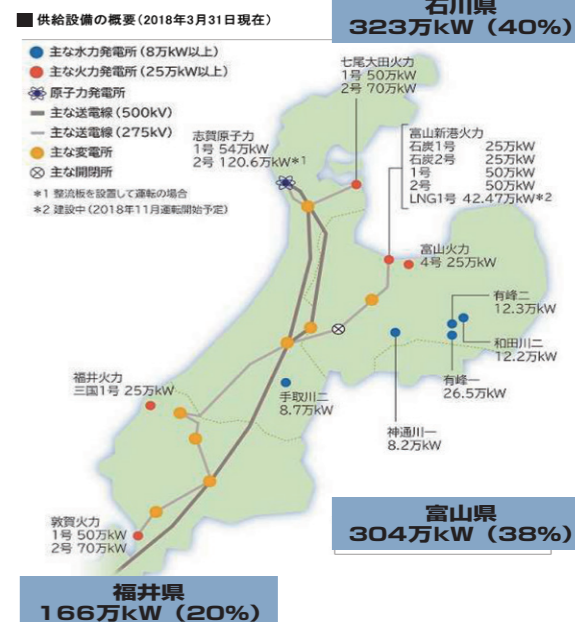 ■ 供給設備の概要(2018年3月31日現在)
石川県
323万kW(40%)
主な水力発電所(8万kW以上)
主な火力発電所(25万kW以上)
原子力発電所
主な送電線(500kV)
主な送電線(275kV)
主な変電所
主な開閉所
*1 整流板を設置して運転の場合
*2 建設中(2018年11月運転開始予定)
七尾大田火力
1号 50万kW
2号 70万kW
志賀原子力
1号 54万kW
2号 120.6万kW*1
富山新港火力
石炭1号 25万kW
石炭2号 25万kW
1号 50万kW
2号 50万kW
LNG1号 42.47万kW*2
富山火力
4号 25万kW
有峰二
12.3万kW
和田川二
12.2万kW
有峰一
26.5万kW
神通川一
8.2万kW
手取川二
8.7万kW
福井火力
三国1号 25万kW
敦賀火力
1号 50万kW
2号 70万kW
富山県
304万kW(38%)
福井県
166万kW(20%)